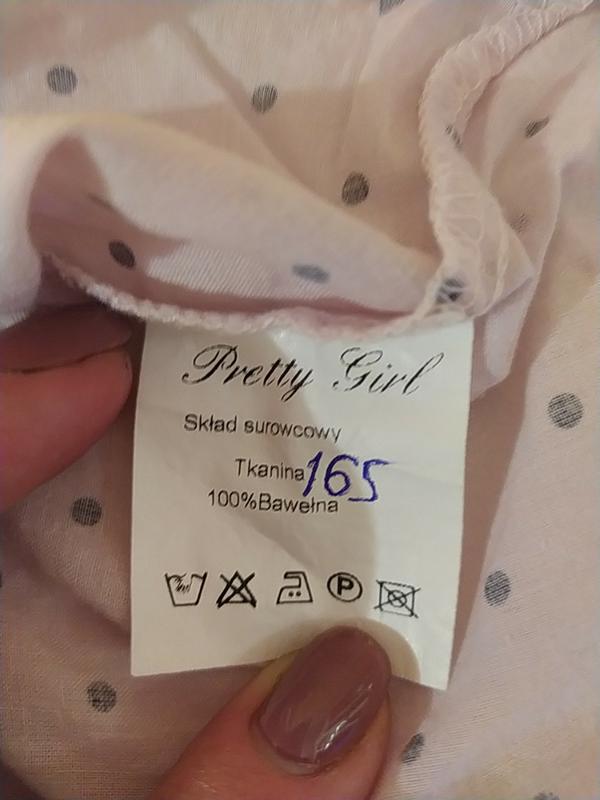 Pretty Girl
Skład surowcowy
Tkanina 165
100%Bawełna
P